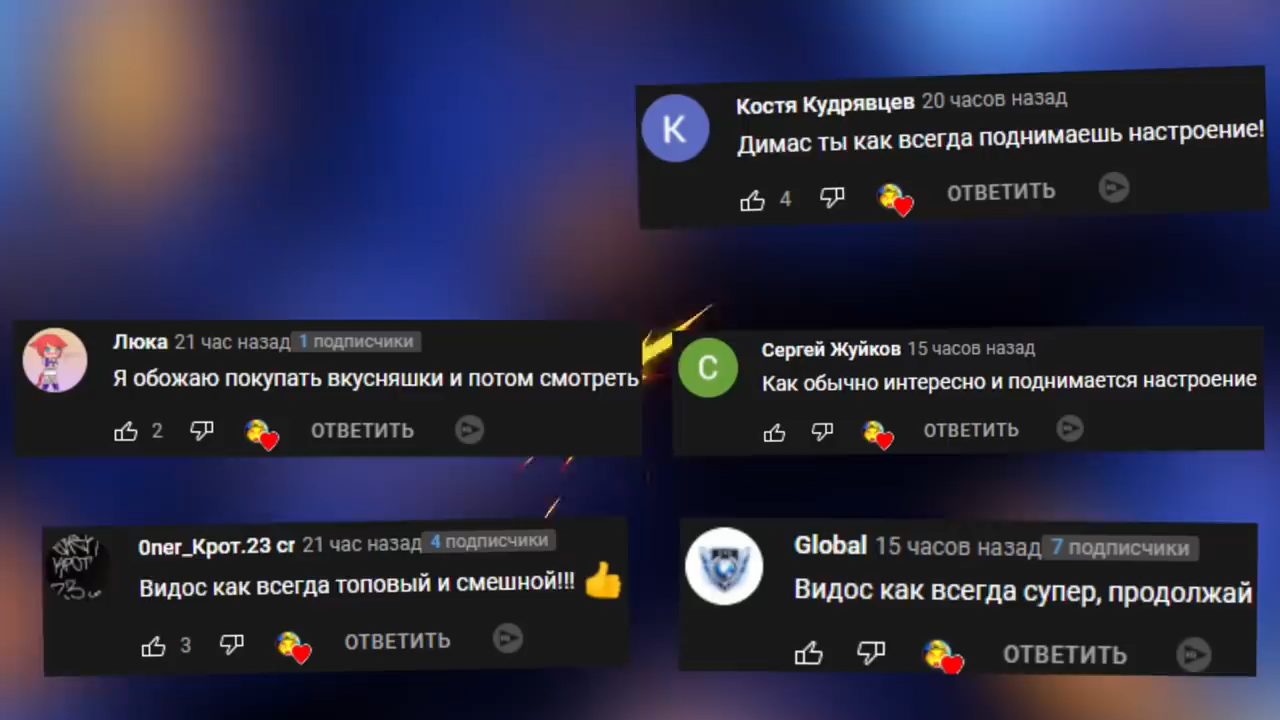 К
Костя Кудрявцев 20 часов назад
Димас ты как всегда поднимаешь настроение!
4 ОТВЕТИТЬ
Люка 21 час назад 1 подписчики
Я обожаю покупать вкусняшки и потом смотреть
2 ОТВЕТИТЬ
С
Сергей Жуйков 15 часов назад
Как обычно интересно и поднимается настроение
ОТВЕТИТЬ
0ner_Крот.23 cr 21 час назад 4 подписчики
Видос как всегда топовый и смешной!!! 👍
3 ОТВЕТИТЬ
Global 15 часов назад 7 подписчики
Видос как всегда супер, продолжай
ОТВЕТИТЬ